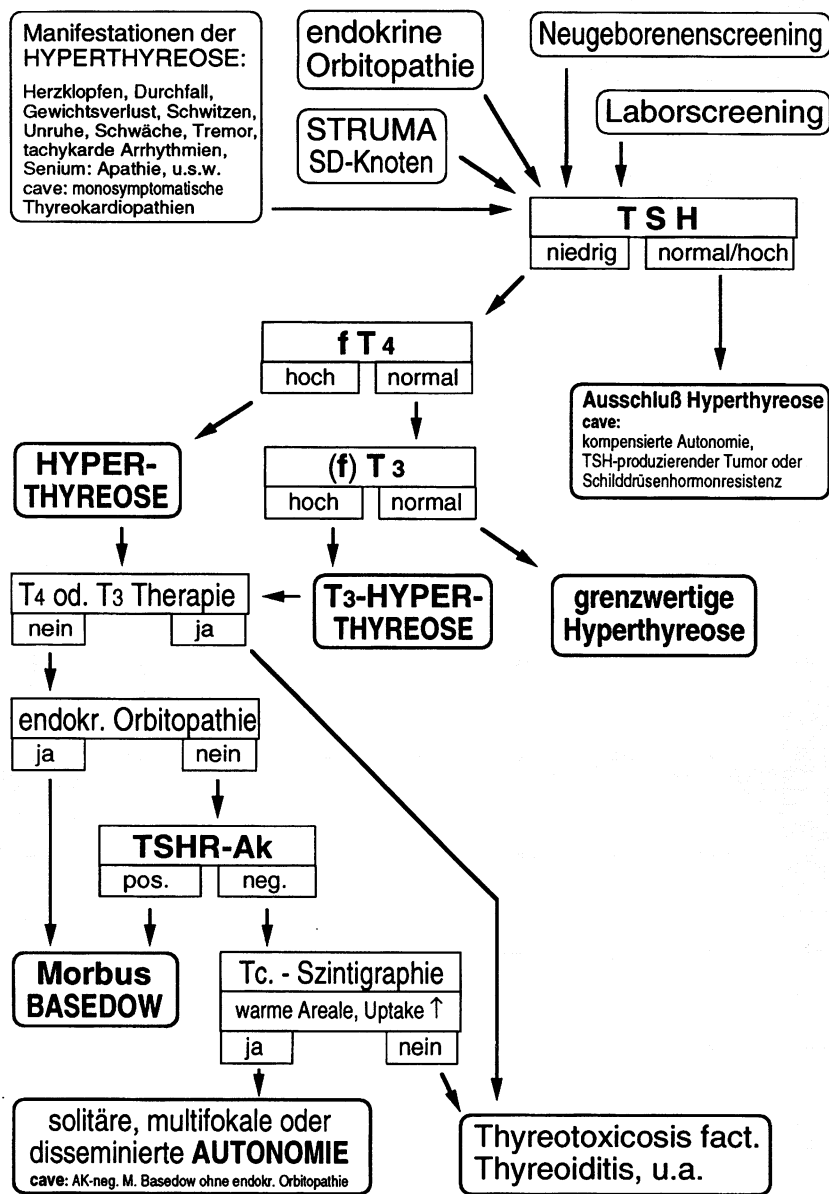 Manifestationen der
HYPERTHYREOSE:
Herzklopfen, Durchfall,
Gewichtsverlust, Schwitzen,
Unruhe, Schwäche, Tremor,
tachykarde Arrhythmien,
Senium: Apathie, u.s.w.
cave: monosymptomatische
Thyreokardiopathien
endokrine
Orbitopathie
Neugeborenenscreening
STRUMA
SD-Knoten
Laborscreening
T S H
niedrig normal/hoch
f T4
hoch normal
Ausschluß Hyperthyreose
cave:
kompensierte Autonomie,
TSH-produzierender Tumor oder
Schilddrüsenhormonresistenz
HYPER-
THYREOSE
(f) T3
hoch normal
T4 od. T3 Therapie
nein ja
T3-HYPER-
THYREOSE
grenzwertige
Hyperthyreose
endokr. Orbitopathie
ja nein
TSHR-Ak
pos. neg.
Morbus
BASEDOW
Tc. - Szintigraphie
warme Areale, Uptake ↑
ja nein
solitäre, multifokale oder
disseminierte AUTONOMIE
cave: AK-neg. M. Basedow ohne endokr. Orbitopathie
Thyreotoxicosis fact.
Thyreoiditis, u.a.